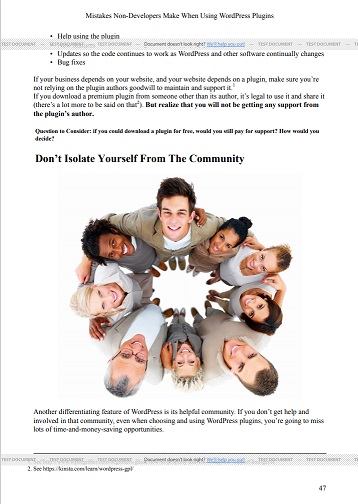 Mistakes Non-Developers Make When Using WordPress Plugins
• Help using the plugin
TEST DOCUMENT — TEST DOCUMENT — Document doesn't look right? We'll help you out! — TEST DOCUMENT — TEST DOCUMENT
• Updates so the code continues to work as WordPress and other software continually changes
• Bug fixes
If your business depends on your website, and your website depends on a plugin, make sure you're
not relying on the plugin authors goodwill to maintain and support it.
If you download a premium plugin from someone other than its author, it's legal to use it and share it
(there's a lot more to be said on that2). But realize that you will not be getting any support from
the plugin's author.
Question to Consider: if you could download a plugin for free, would you still pay for support? How would you
decide?
Don't Isolate Yourself From The Community
Another differentiating feature of WordPress is its helpful community. If you don't get help and
involved in that community, even when choosing and using WordPress plugins, you're going to miss
lots of time-and-money-saving opportunities.
TEST DOCUMENT — TEST DOCUMENT — Document doesn't look right? We'll help you out! — TEST DOCUMENT — TEST DOCUMENT
2. See https://kinsta.com/learn/wordpress-gpl/
47